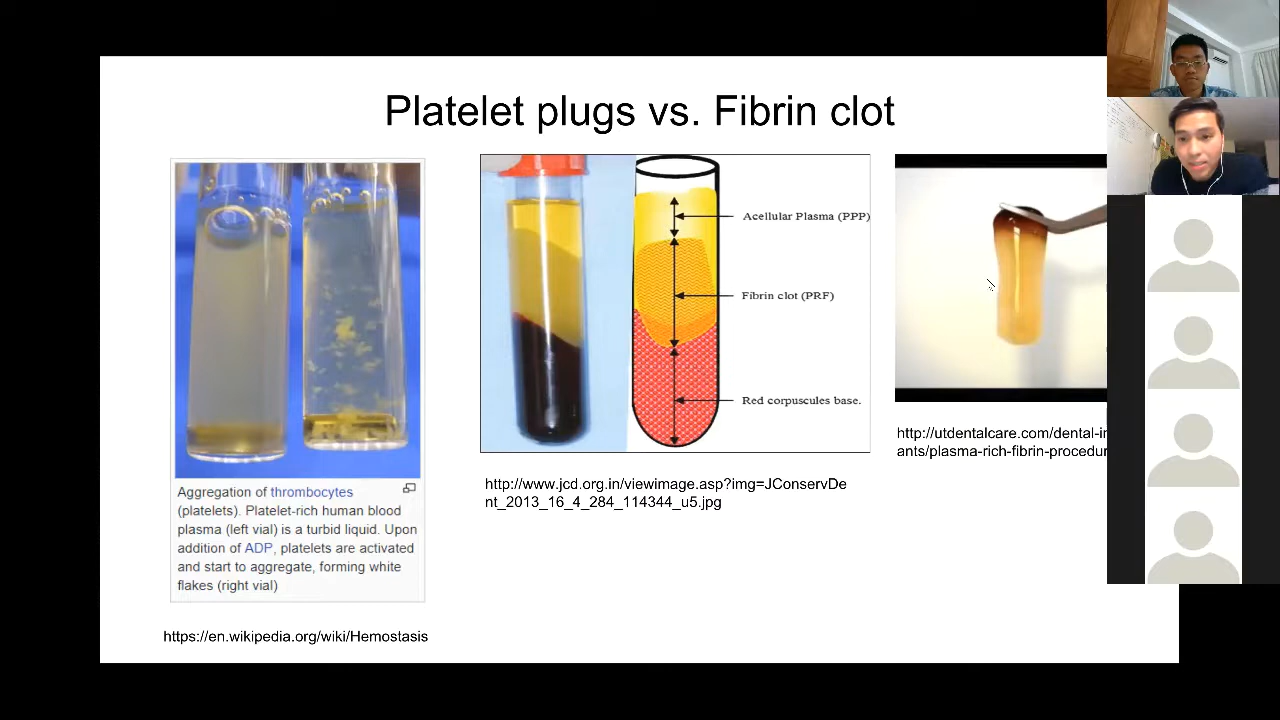 Platelet plugs vs. Fibrin clot
Aggregation of thrombocytes
(platelets). Platelet-rich human blood
plasma (left vial) is a turbid liquid. Upon
addition of ADP, platelets are activated
and start to aggregate, forming white
flakes (right vial)
https://en.wikipedia.org/wiki/Hemostasis
Acellular Plasma (PPP)
Fibrin clot (PRF)
Red corpuscules base.
http://www.jcd.org.in/viewimage.asp?img=JConservDe
nt_2013_16_4_284_114344_u5.jpg
http://utdentalcare.com/dental-i
ants/plasma-rich-fibrin-procedu